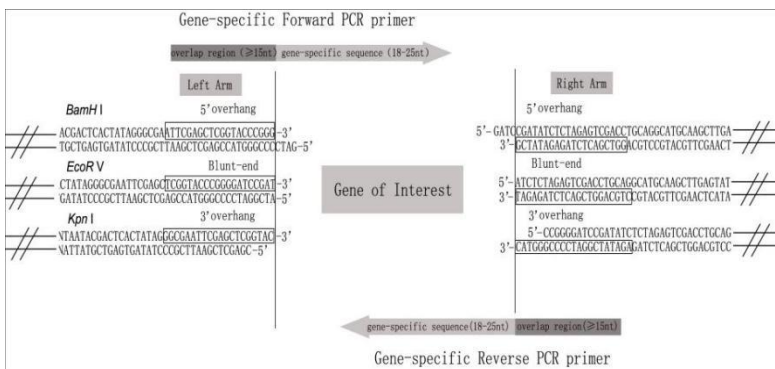 Gene-specific Forward PCR primer
overlap region (≥15nt) gene-specific sequence (18-25nt)
Left Arm
BamH I
5’overhang
ACGACTCACTATAGGGCGAATTCGAGCTCGGTACCCGGG-3’
TGCTGAGTGATATCCCGCTTAAGCTCGAGCCATGGGCCCCTAG-5’
EcoR V
Blunt-end
CTATAGGGCGAATTCGAGCTCGGTACCCGGGGATCCGAT-3’
GATATCCCGCTTAAGCTCGAGCCATGGGCCCCTAGGCTA-5’
Kpn I
3’overhang
NTAATACGACTCACTATAGGGCGAATTCGAGCTCGGTAC-3’
NATTATGCTGAGTGATATCCCGCTTAAGCTCGAGC-5’
Gene of Interest
Right Arm
5’overhang
5’-GATCCGATATCTCTAGAGTCGACCTGCAGGCATGCAAGCTTGA
3’-GCTATAGAGATCTCAGCTGGACGTCCGTACGTTCGAACT
Blunt-end
5’-ATCTCTAGAGTCGACCTGCAGGCATGCAAGCTTGAGTAT
3’-TAGAGATCTCAGCTGGACGTCCGTACGTTCGAACTCATA
3’overhang
5’-CCGGGGATCCGATATCTCTAGAGTCGACCTGCAG
3’-CATGGGCCCCTAGGCTATAGAGATCTCAGCTGGACGTCC
gene-specific sequence(18-25nt) overlap region(≥15nt)
Gene-specific Reverse PCR primer